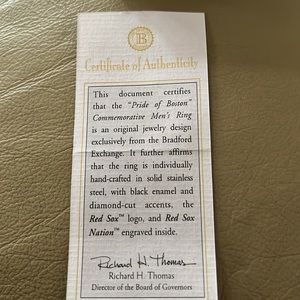 B
Certificate of Authenticity
This document certifies
that the “Pride of Boston”
Commemorative Men's Ring
is an original jewelry design
exclusively from the Bradford
Exchange. It further affirms
that the ring is individually
hand-crafted in solid stainless
steel, with black enamel and
diamond-cut accents, the
Red Sox™ logo, and Red Sox
Nation™ engraved inside.
Richard H. Thomas
Richard H. Thomas
Director of the Board of Governors